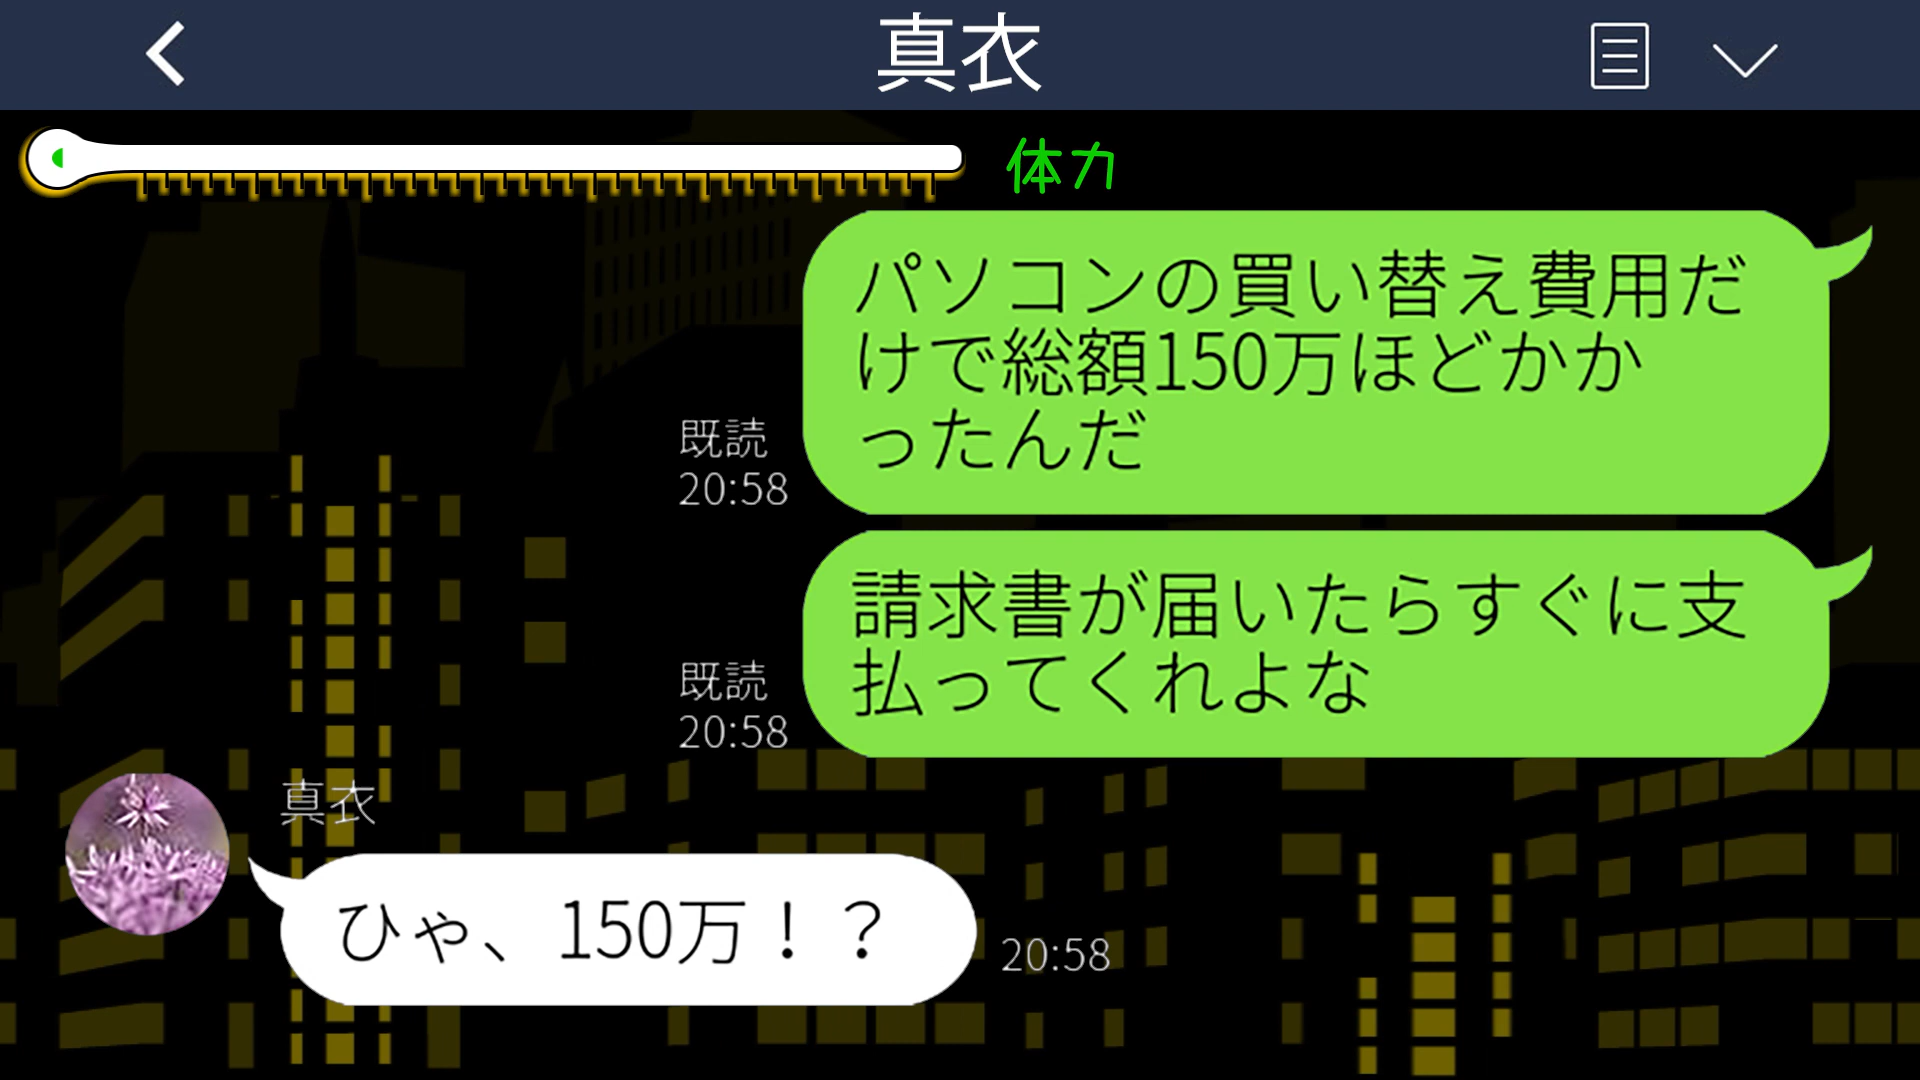 真衣
体力
パソコンの買い替え費用だ
けで総額150万ほどかか
ったんだ
既読
20:58
請求書が届いたらすぐに支
払ってくれよな
既読
20:58
真衣
ひゃ、150万！？
20:58